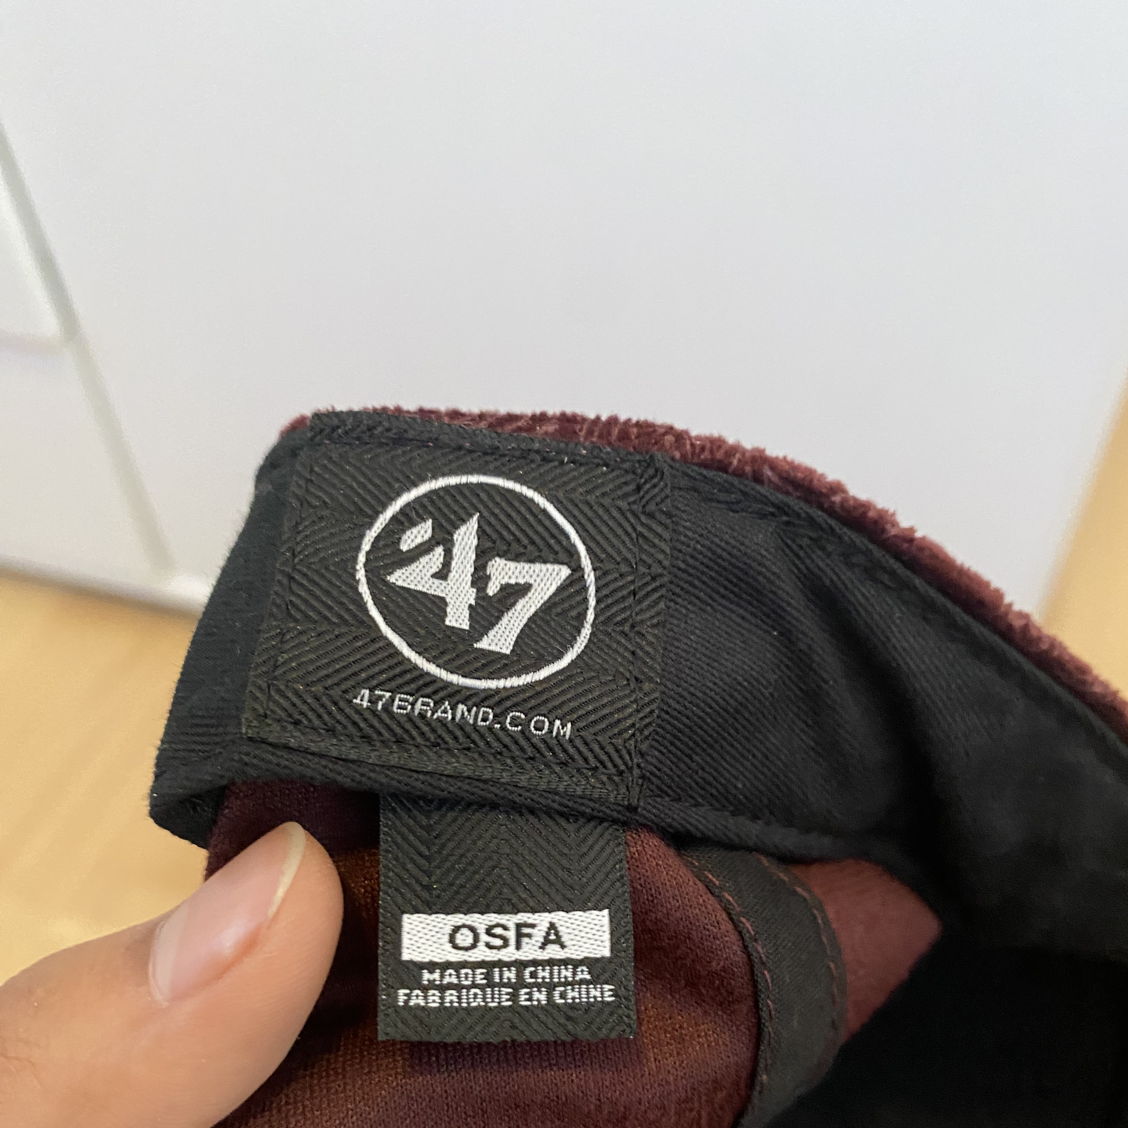 '47
47BRAND.COM
OSFA
MADE IN CHINA
FABRIQUE EN CHINE